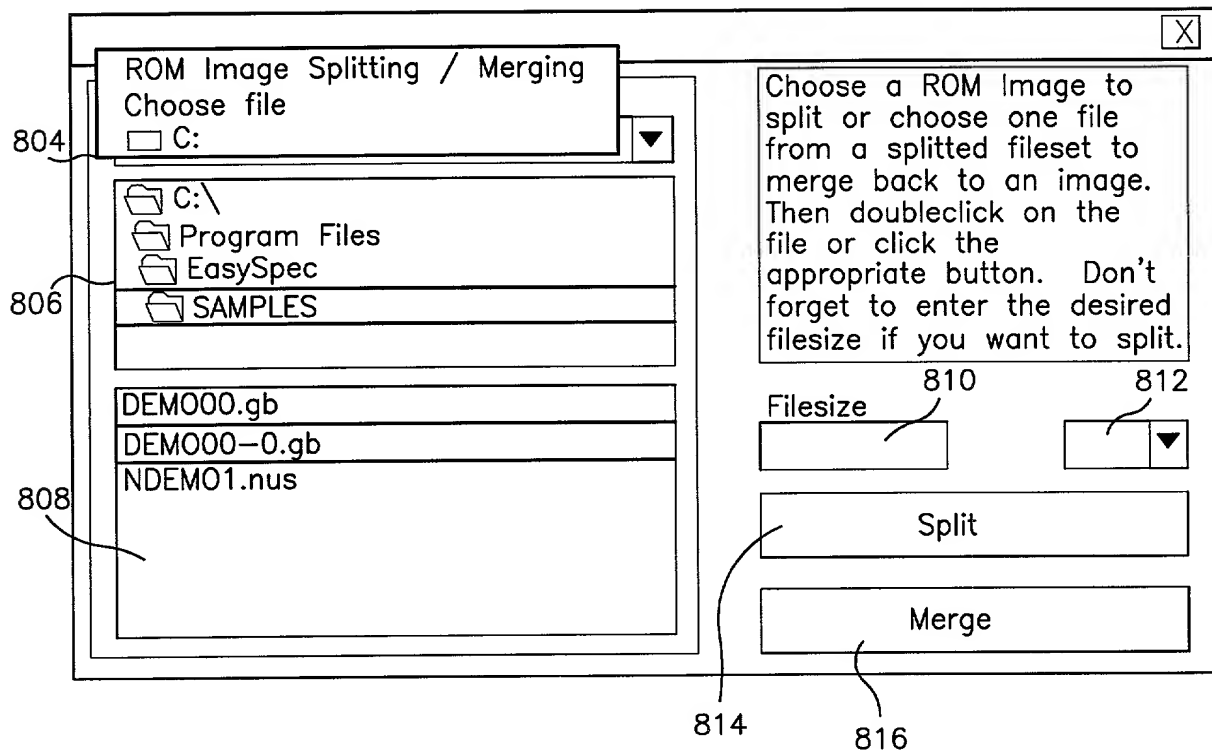 X
ROM Image Splitting / Merging
Choose file
C:
804
C:\
Program Files
EasySpec
SAMPLES
806
DEMO00.gb
DEMO00-0.gb
NDEMO1.nus
808
Choose a ROM Image to
split or choose one file
from a splitted fileset to
merge back to an image.
Then doubleclick on the
file or click the
appropriate button. Don't
forget to enter the desired
filesize if you want to split.
810
812
Filesize
Split
Merge
814
816